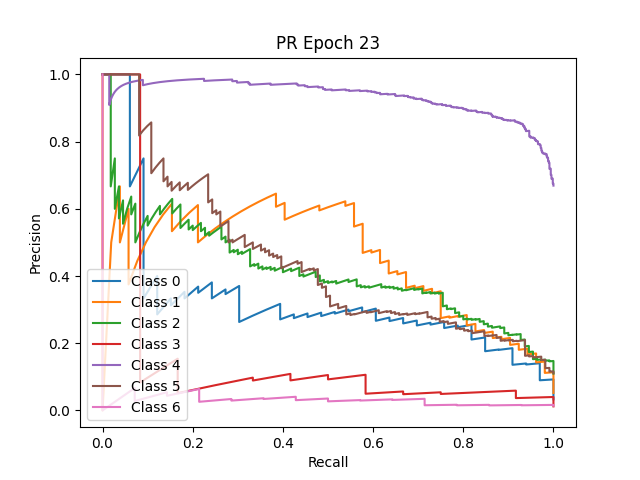 PR Epoch 23
Precision
1.0
0.8
0.6
0.4
0.2
0.0
Class 0
Class 1
Class 2
Class 3
Class 4
Class 5
Class 6
0.0 0.2 0.4 0.6 0.8 1.0
Recall